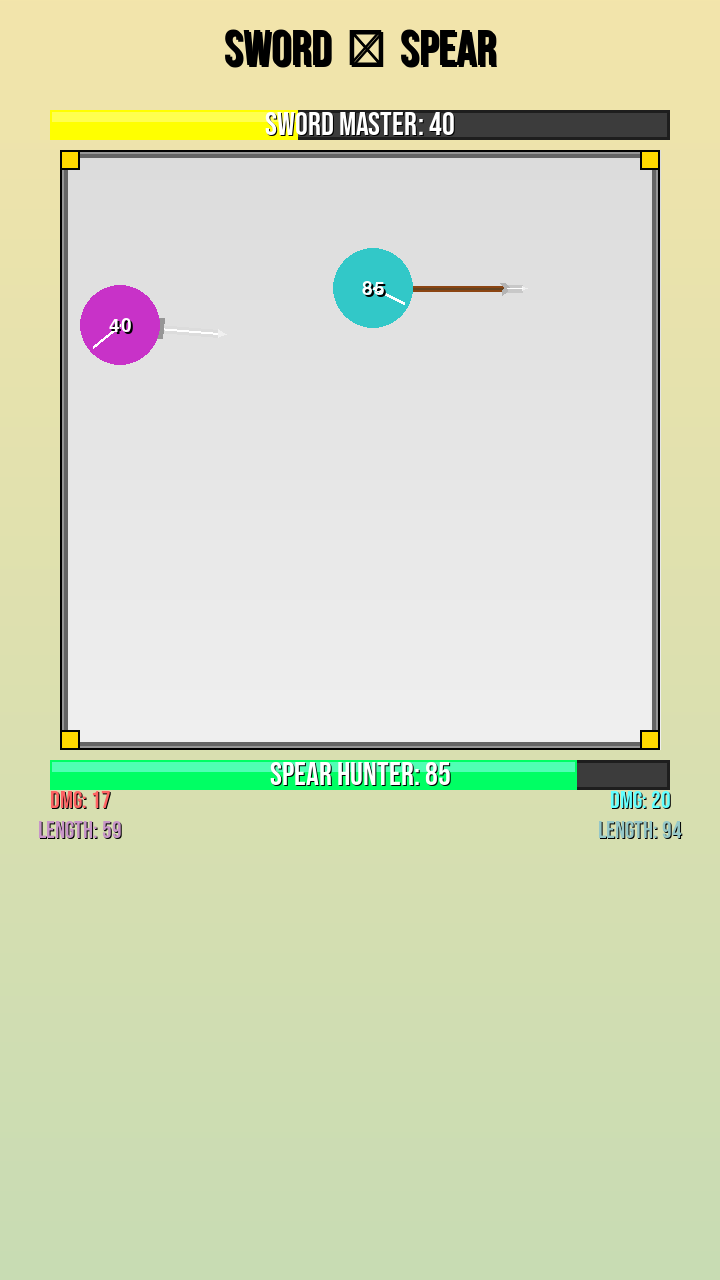 SWORD SPEAR
SWORD MASTER: 40
85
40
SPEAR HUNTER: 85
DMG: 17 DMG: 20
LENGTH: 59 LENGTH: 94